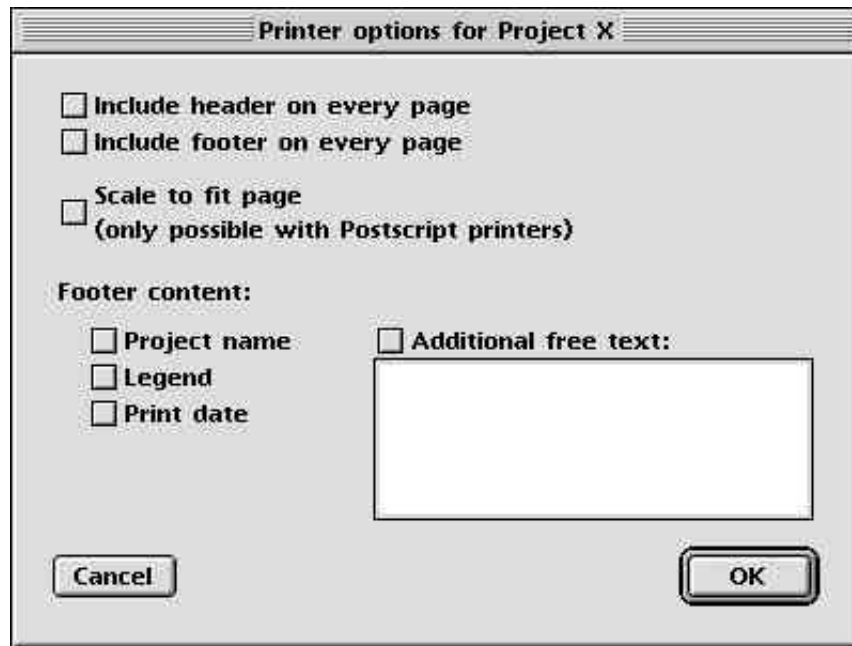 Printer options for Project X
Include header on every page
Include footer on every page
Scale to fit page
(only possible with Postscript printers)
Footer content:
Project name
Legend
Print date
Additional free text:
Cancel
OK